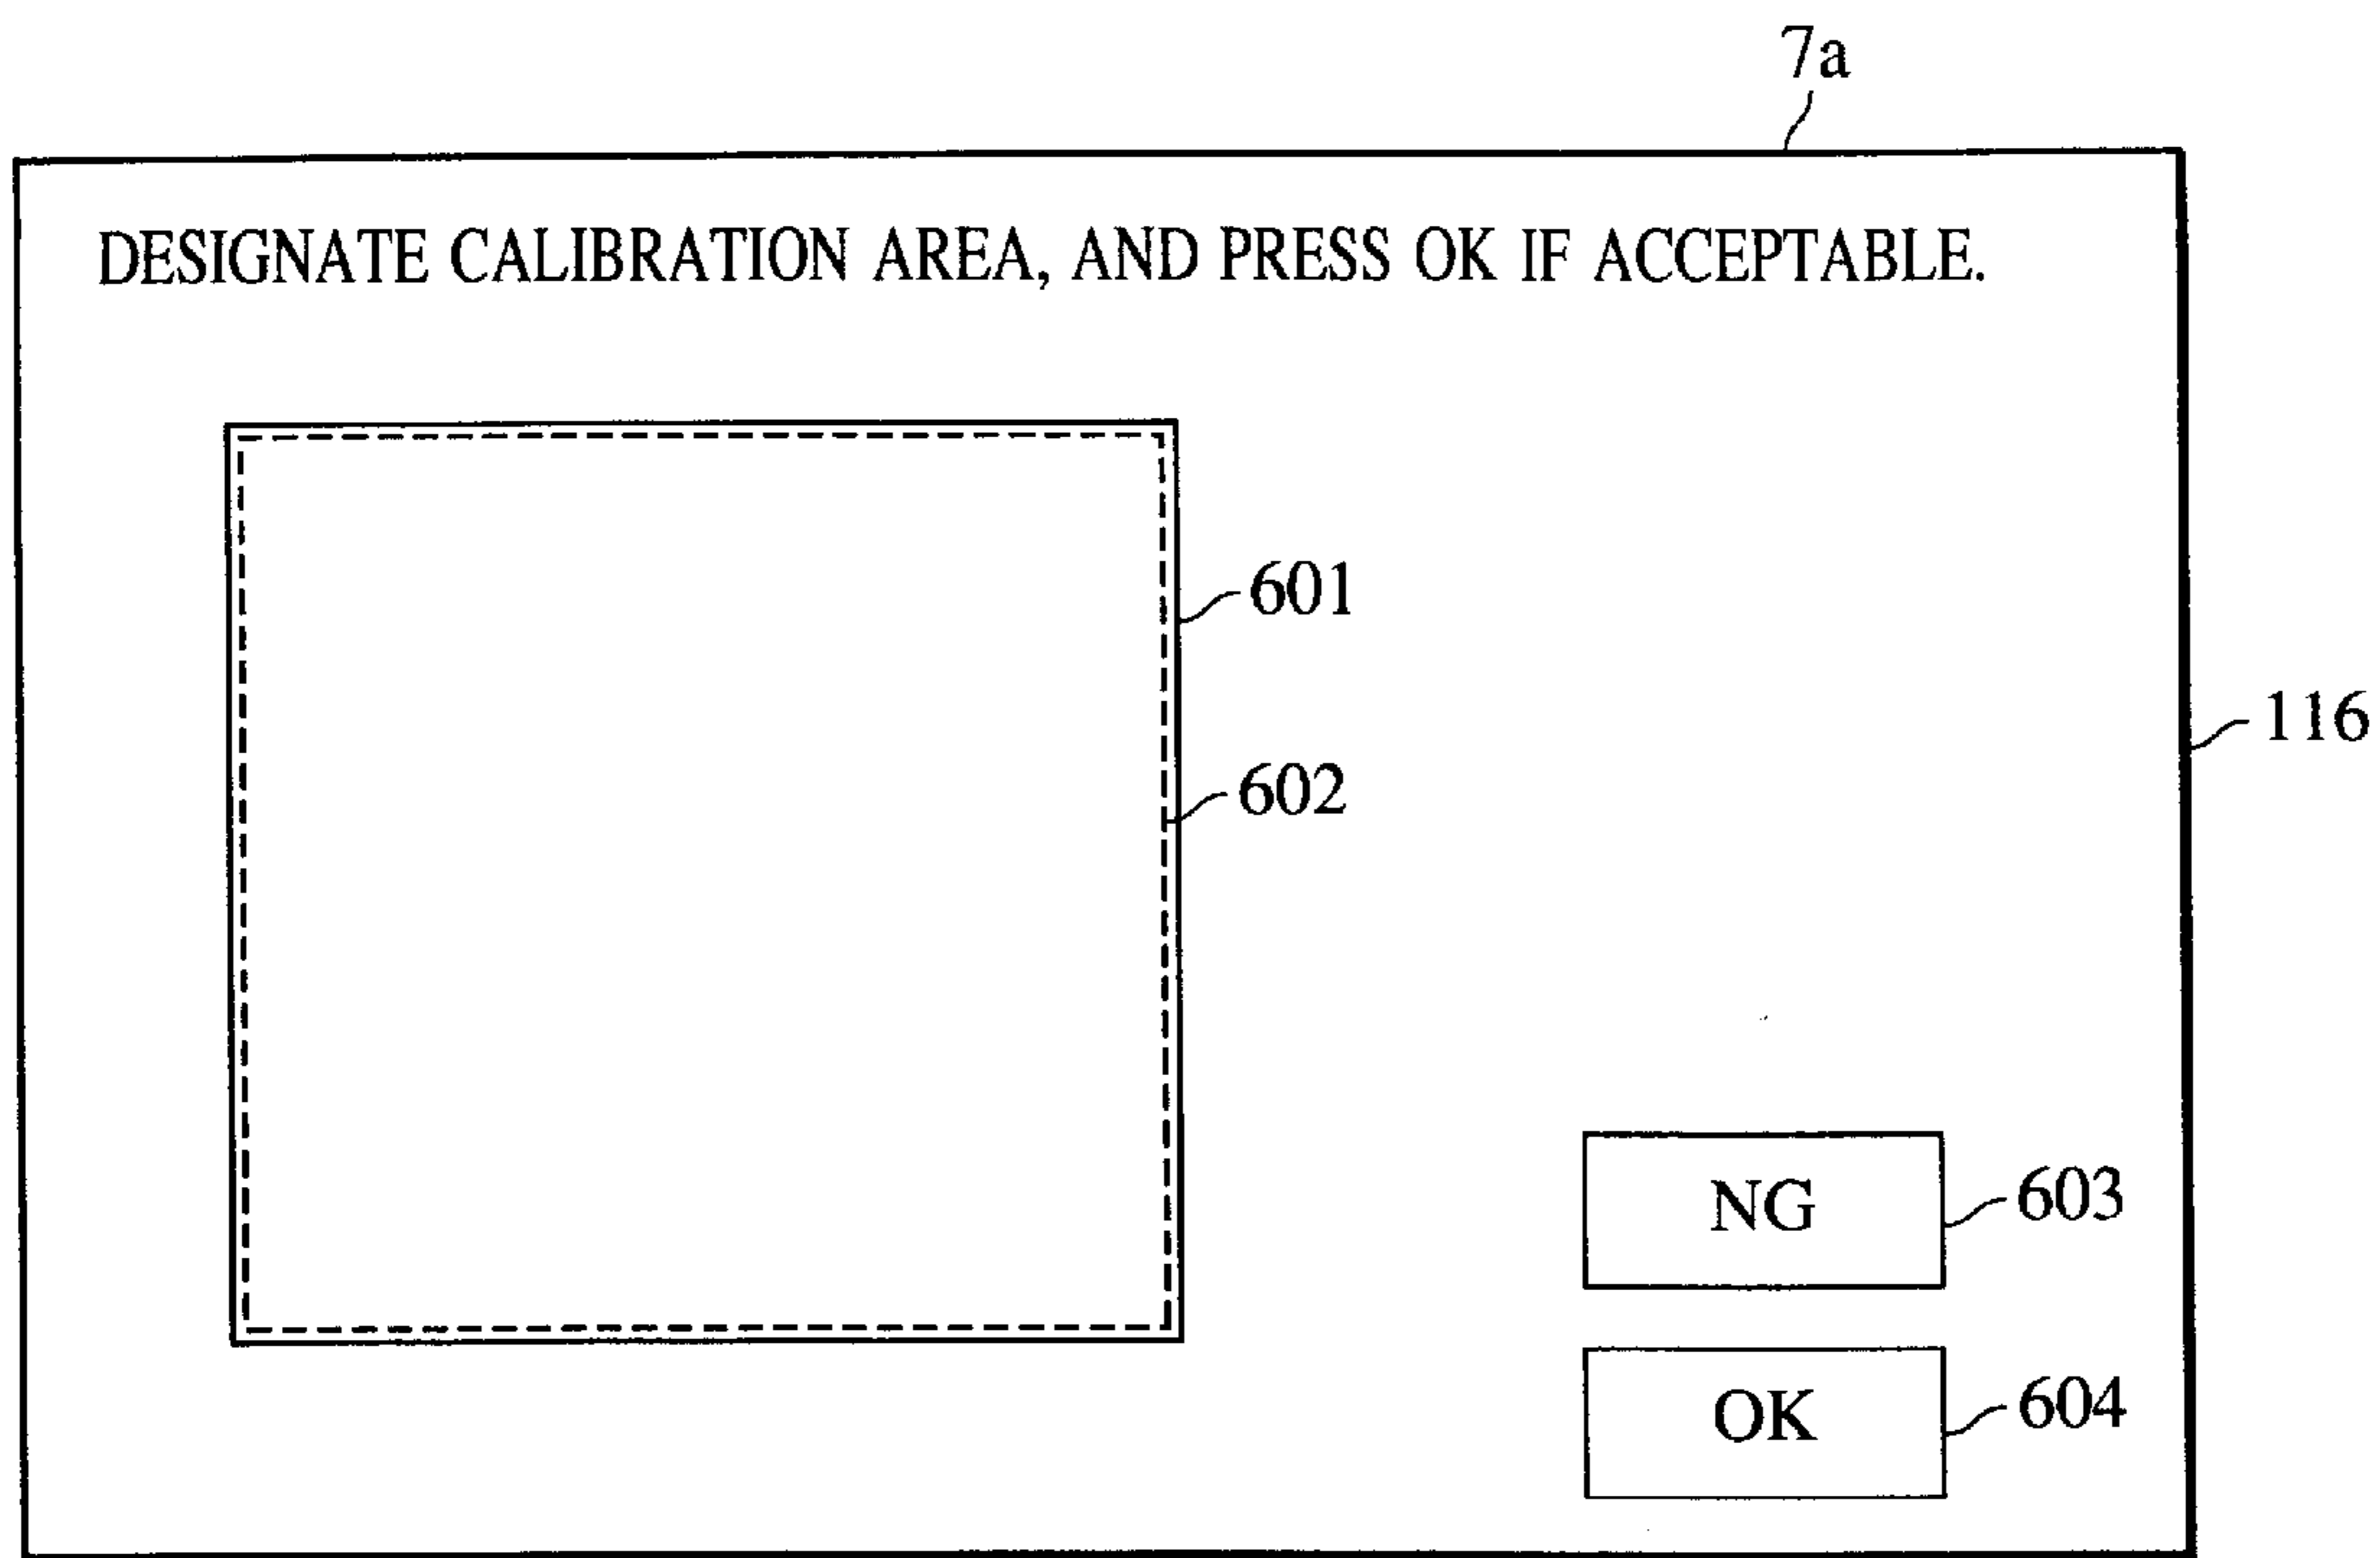 7a
DESIGNATE CALIBRATION AREA, AND PRESS OK IF ACCEPTABLE.
601
116
602
NG
603
OK
604